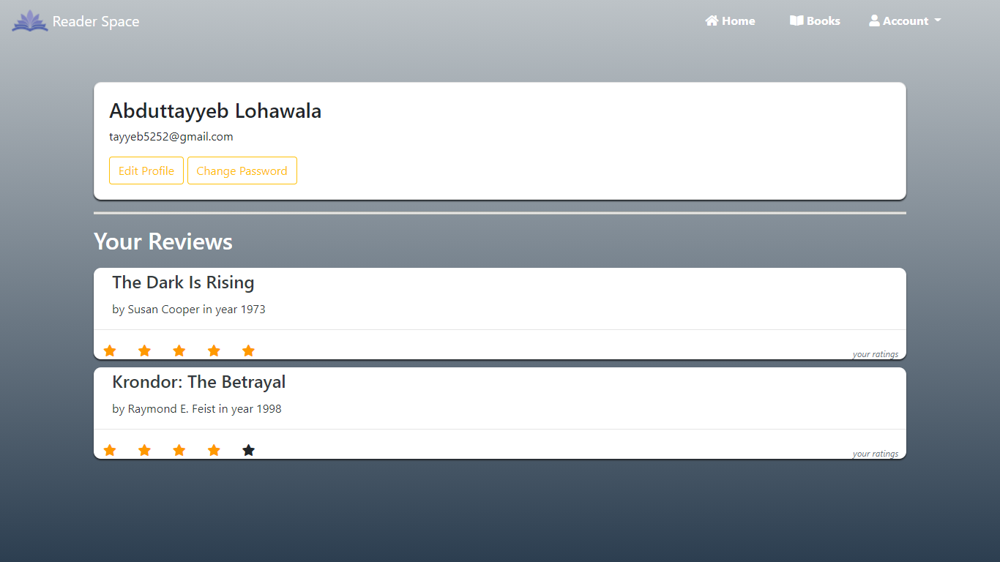 Reader Space
Home
Books
Account
Abduttayyeb Lohawala
tayyeb5252@gmail.com
Edit Profile
Change Password
Your Reviews
The Dark Is Rising
by Susan Cooper in year 1973
your ratings
Krondor: The Betrayal
by Raymond E. Feist in year 1998
your ratings